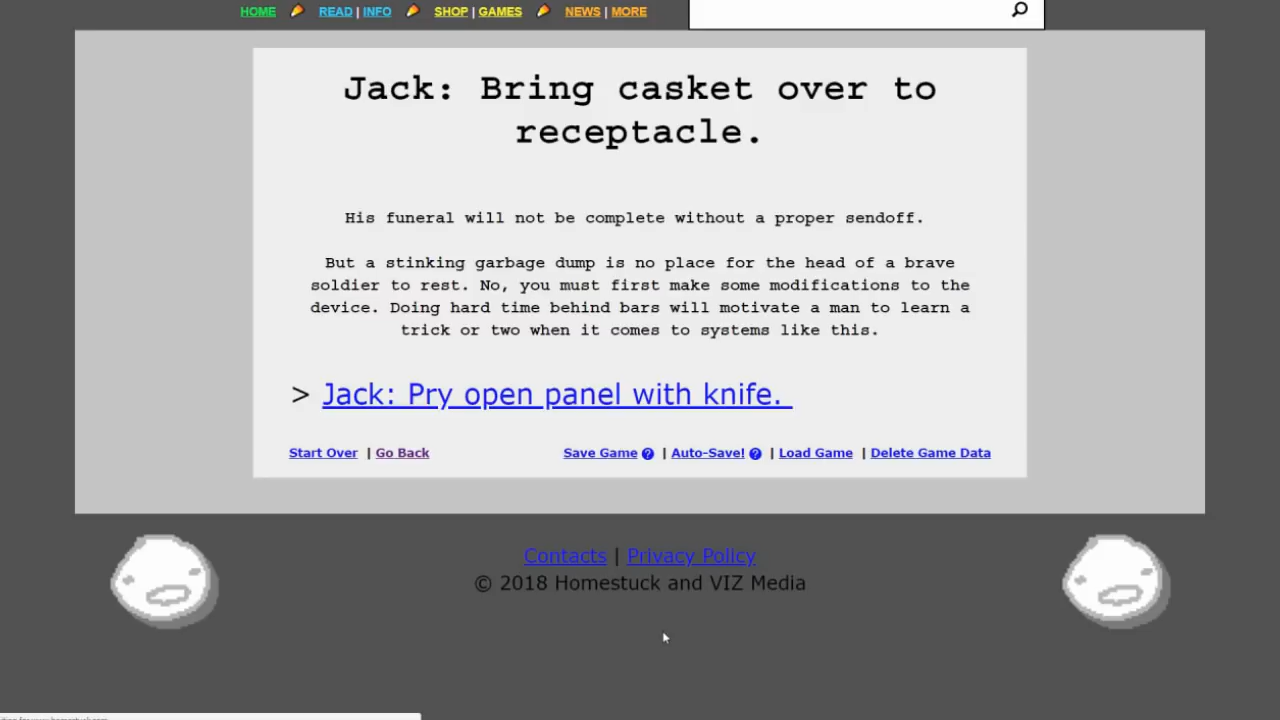 HOME READ | INFO SHOP | GAMES NEWS | MORE
Jack: Bring casket over to
receptacle.
His funeral will not be complete without a proper sendoff.
But a stinking garbage dump is no place for the head of a brave
soldier to rest. No, you must first make some modifications to the
device. Doing hard time behind bars will motivate a man to learn a
trick or two when it comes to systems like this.
> Jack: Pry open panel with knife.
Start Over | Go Back Save Game ? | Auto-Save! ? | Load Game | Delete Game Data
Contacts | Privacy Policy
© 2018 Homestuck and VIZ Media